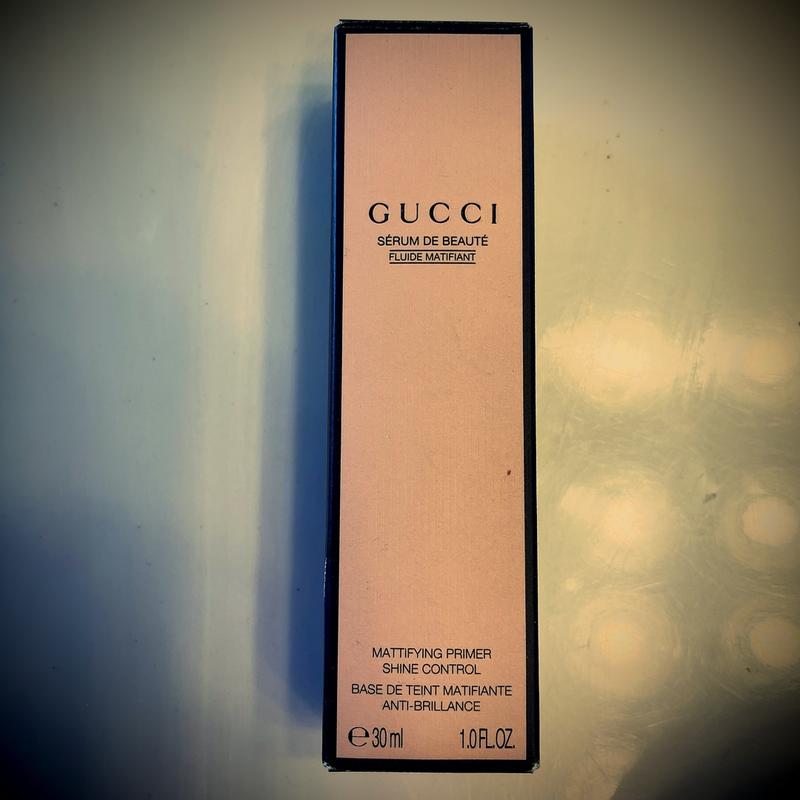 GUCCI
SÉRUM DE BEAUTÉ
FLUIDE MATIFIANT
MATTIFYING PRIMER
SHINE CONTROL
BASE DE TEINT MATIFIANTE
ANTI-BRILLANCE
℮ 30 ml 1.0 FL.OZ.